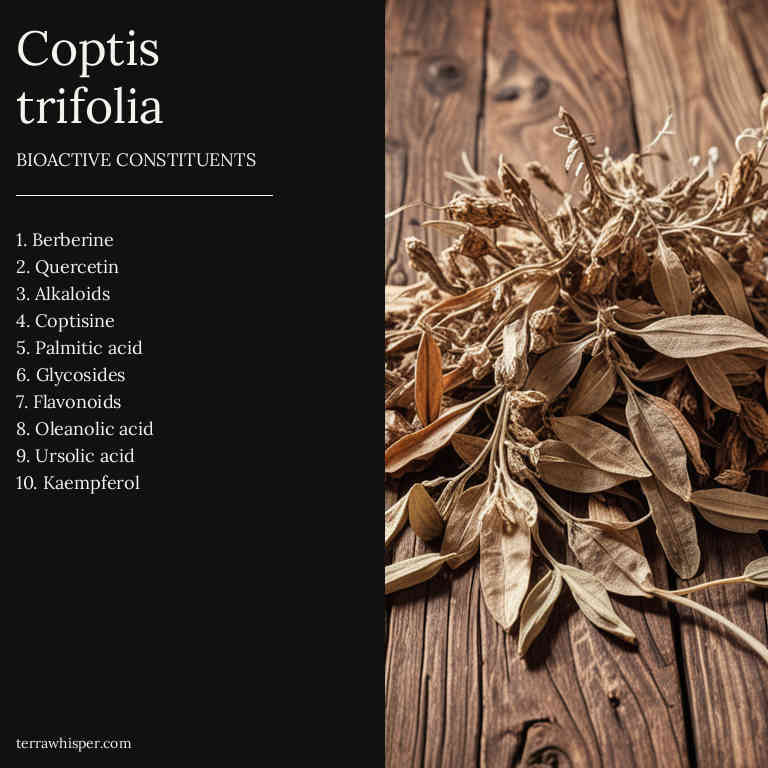 Coptis
trifolia
BIOACTIVE CONSTITUENTS
1. Berberine
2. Quercetin
3. Alkaloids
4. Coptisine
5. Palmitic acid
6. Glycosides
7. Flavonoids
8. Oleanolic acid
9. Ursolic acid
10. Kaempferol
terrawhisper.com